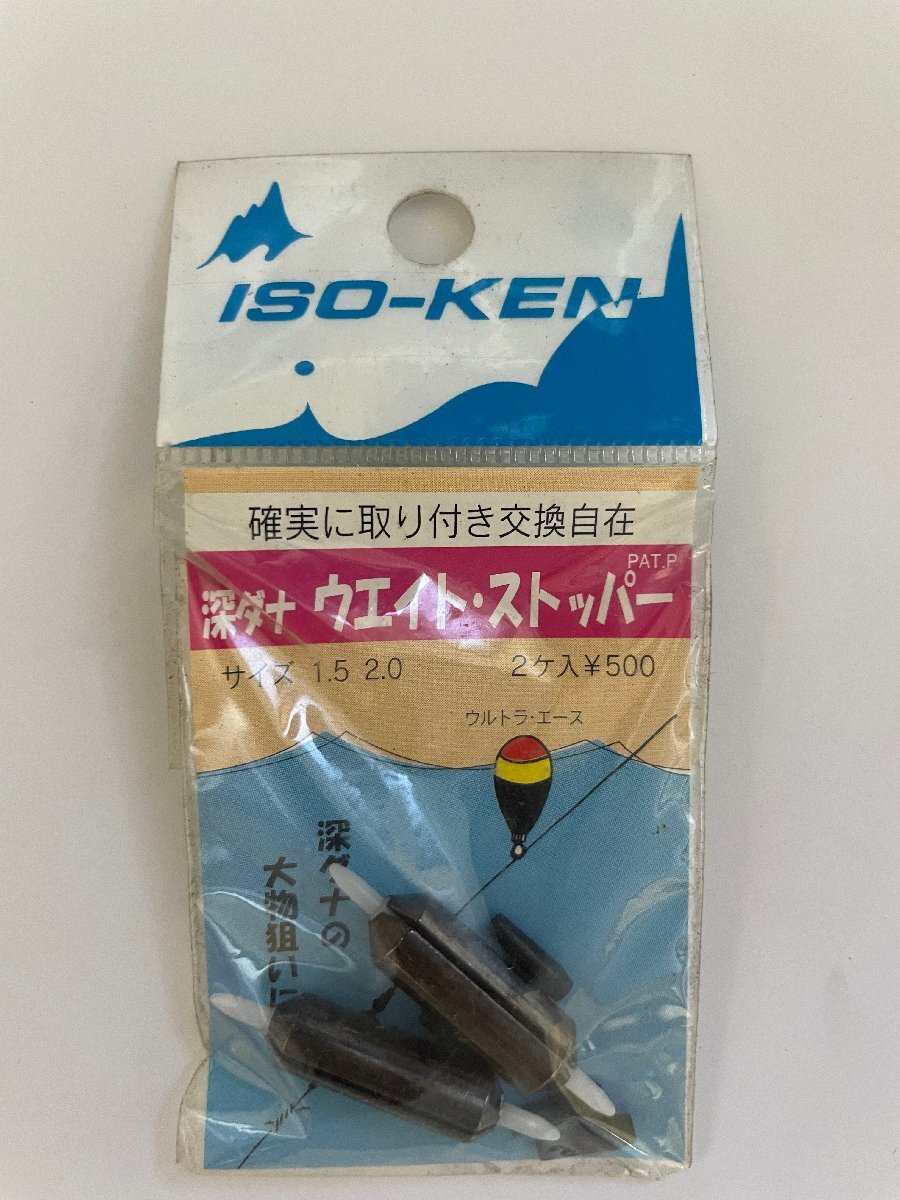 ISO-KEN
確実に取り付き交換自在
PAT.P
深ダナ ウエイト・ストッパー
サイズ 1.5 2.0 2ケ入¥500
ウルトラ・エース
深ダナの
大物狙いに